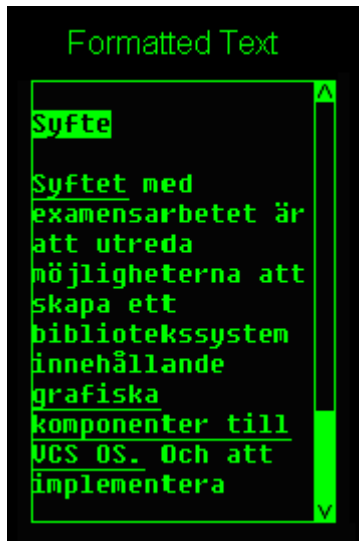 Formatted Text
Syfte
Syftet med
examensarbetet är
att utreda
möjligheterna att
skapa ett
bibliotekssystem
innehållande
grafiska
komponenter till
VCS OS. Och att
implementera